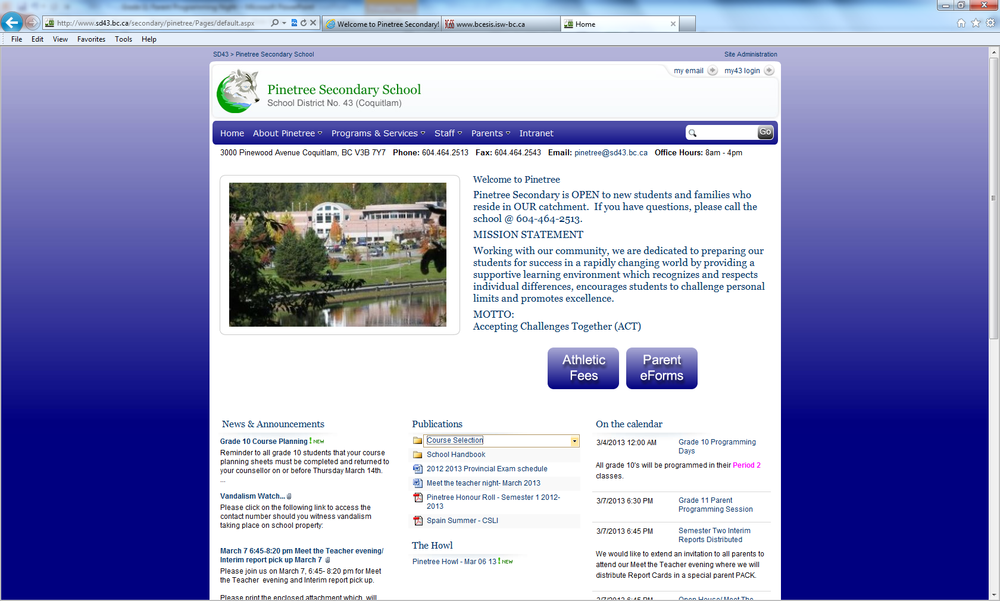 http://www.sd43.bc.ca/secondary/pinetree/Pages/default.aspx
Welcome to Pinetree Secondary!
www.bcesis.isw-bc.ca
Home
File Edit View Favorites Tools Help
SD43 > Pinetree Secondary School
Site Administration
my email
my43 login
Pinetree Secondary School
School District No. 43 (Coquitlam)
Home About Pinetree Programs & Services Staff Parents Intranet
Go
3000 Pinewood Avenue Coquitlam, BC V3B 7Y7 Phone: 604.464.2513 Fax: 604.464.2543 Email: pinetree@sd43.bc.ca Office Hours: 8am - 4pm
Welcome to Pinetree
Pinetree Secondary is OPEN to new students and families who
reside in OUR catchment. If you have questions, please call the
school @ 604-464-2513.
MISSION STATEMENT
Working with our community, we are dedicated to preparing our
students for success in a rapidly changing world by providing a
supportive learning environment which recognizes and respects
individual differences, encourages students to challenge personal
limits and promotes excellence.
MOTTO:
Accepting Challenges Together (ACT)
Athletic
Fees
Parent
eForms
News & Announcements
Grade 10 Course Planning ! NEW
Reminder to all grade 10 students that your course
planning sheets must be completed and returned to
your counsellor on or before Thursday March 14th.
...
Vandalism Watch...
Please click on the following link to access the
contact number should you witness vandalism
taking place on school property:
March 7 6:45-8:20 pm Meet the Teacher evening/
Interim report pick up March 7
Please join us on March 7, 6:45- 8:20 pm for Meet
the Teacher evening and Interim report pick up.
Please print the enclosed attachment which will
Publications
Course Selection
School Handbook
2012 2013 Provincial Exam schedule
Meet the teacher night- March 2013
Pinetree Honour Roll - Semester 1 2012-
2013
Spain Summer - CSLI
The Howl
Pinetree Howl - Mar 06 13 ! NEW
On the calendar
3/4/2013 12:00 AM
Grade 10 Programming
Days
All grade 10's will be programmed in their Period 2
classes.
3/7/2013 6:30 PM
Grade 11 Parent
Programming Session
3/7/2013 6:45 PM
Semester Two Interim
Reports Distributed
We would like to extend an invitation to all parents to
attend our Meet the Teacher evening where we will
distribute Report Cards in a special parent PACK.
3/7/2013 6:45 PM
Open House/ Meet The